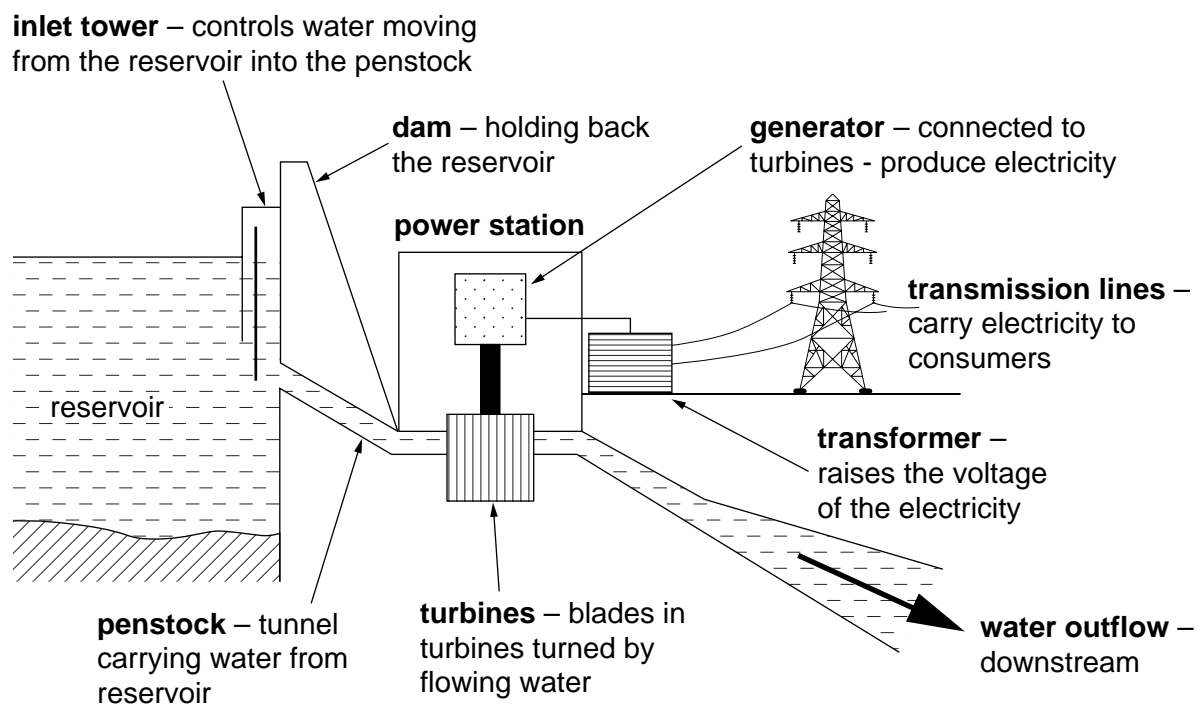 inlet tower – controls water moving
from the reservoir into the penstock
dam – holding back
the reservoir
generator – connected to
turbines - produce electricity
power station
transmission lines –
carry electricity to
consumers
reservoir
transformer –
raises the voltage
of the electricity
penstock – tunnel
carrying water from
reservoir
turbines – blades in
turbines turned by
flowing water
water outflow –
downstream